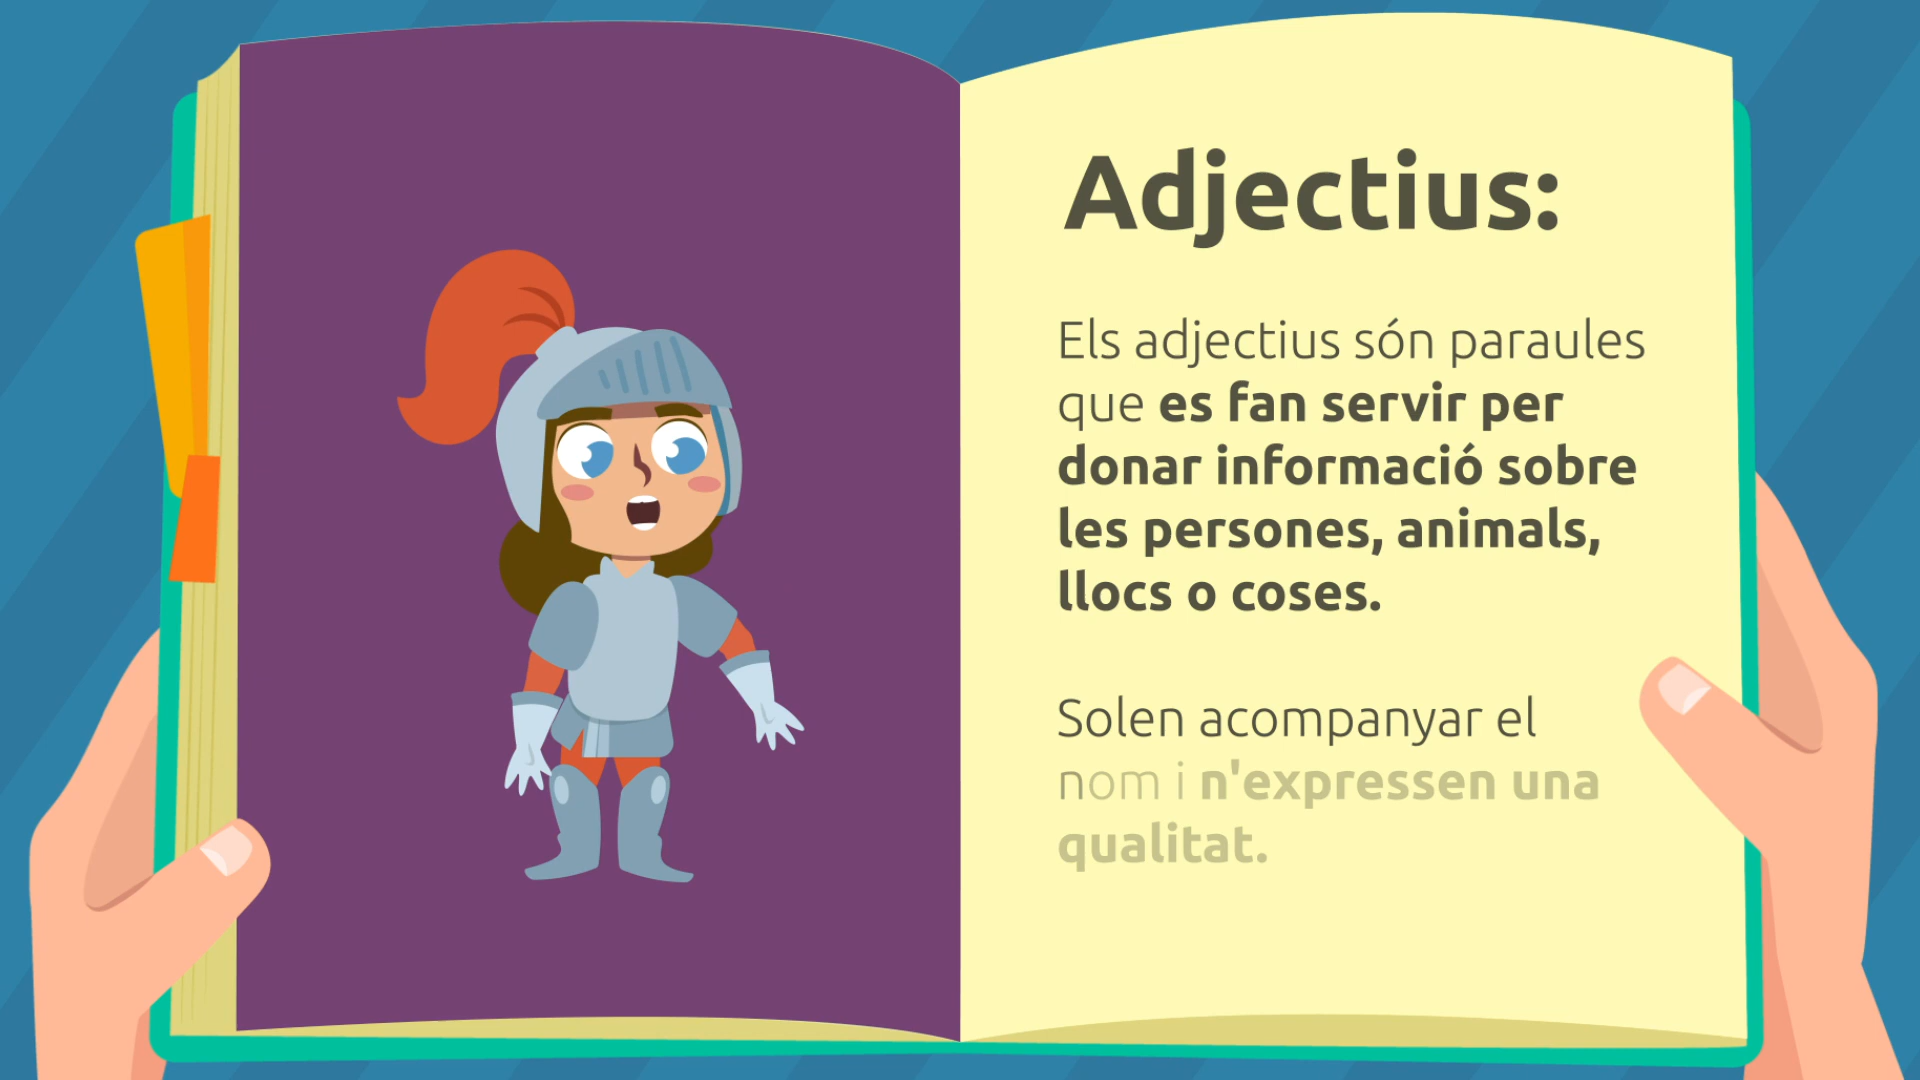 Adjectius:
Els adjectius són paraules
que es fan servir per
donar informació sobre
les persones, animals,
llocs o coses.
Solen acompanyar el
nom i n'expressen una
qualitat.